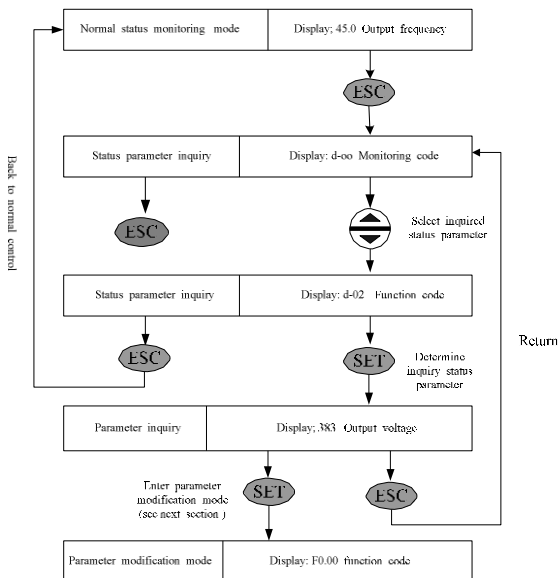 Normal status monitoring mode
Display; 45.0 Output frequency
ESC
Status parameter inquiry
Display: d-oo Monitoring code
ESC
Select inquired
status parameter
Back to normal control
Status parameter inquiry
Display: d-02 Function code
ESC
SET
Determine
inquiry status
parameter
Return
Parameter inquiry
Display; 383 Output voltage
Enter parameter
modification mode
(see next section )
SET
ESC
Parameter modification mode
Display: F0.00 function code